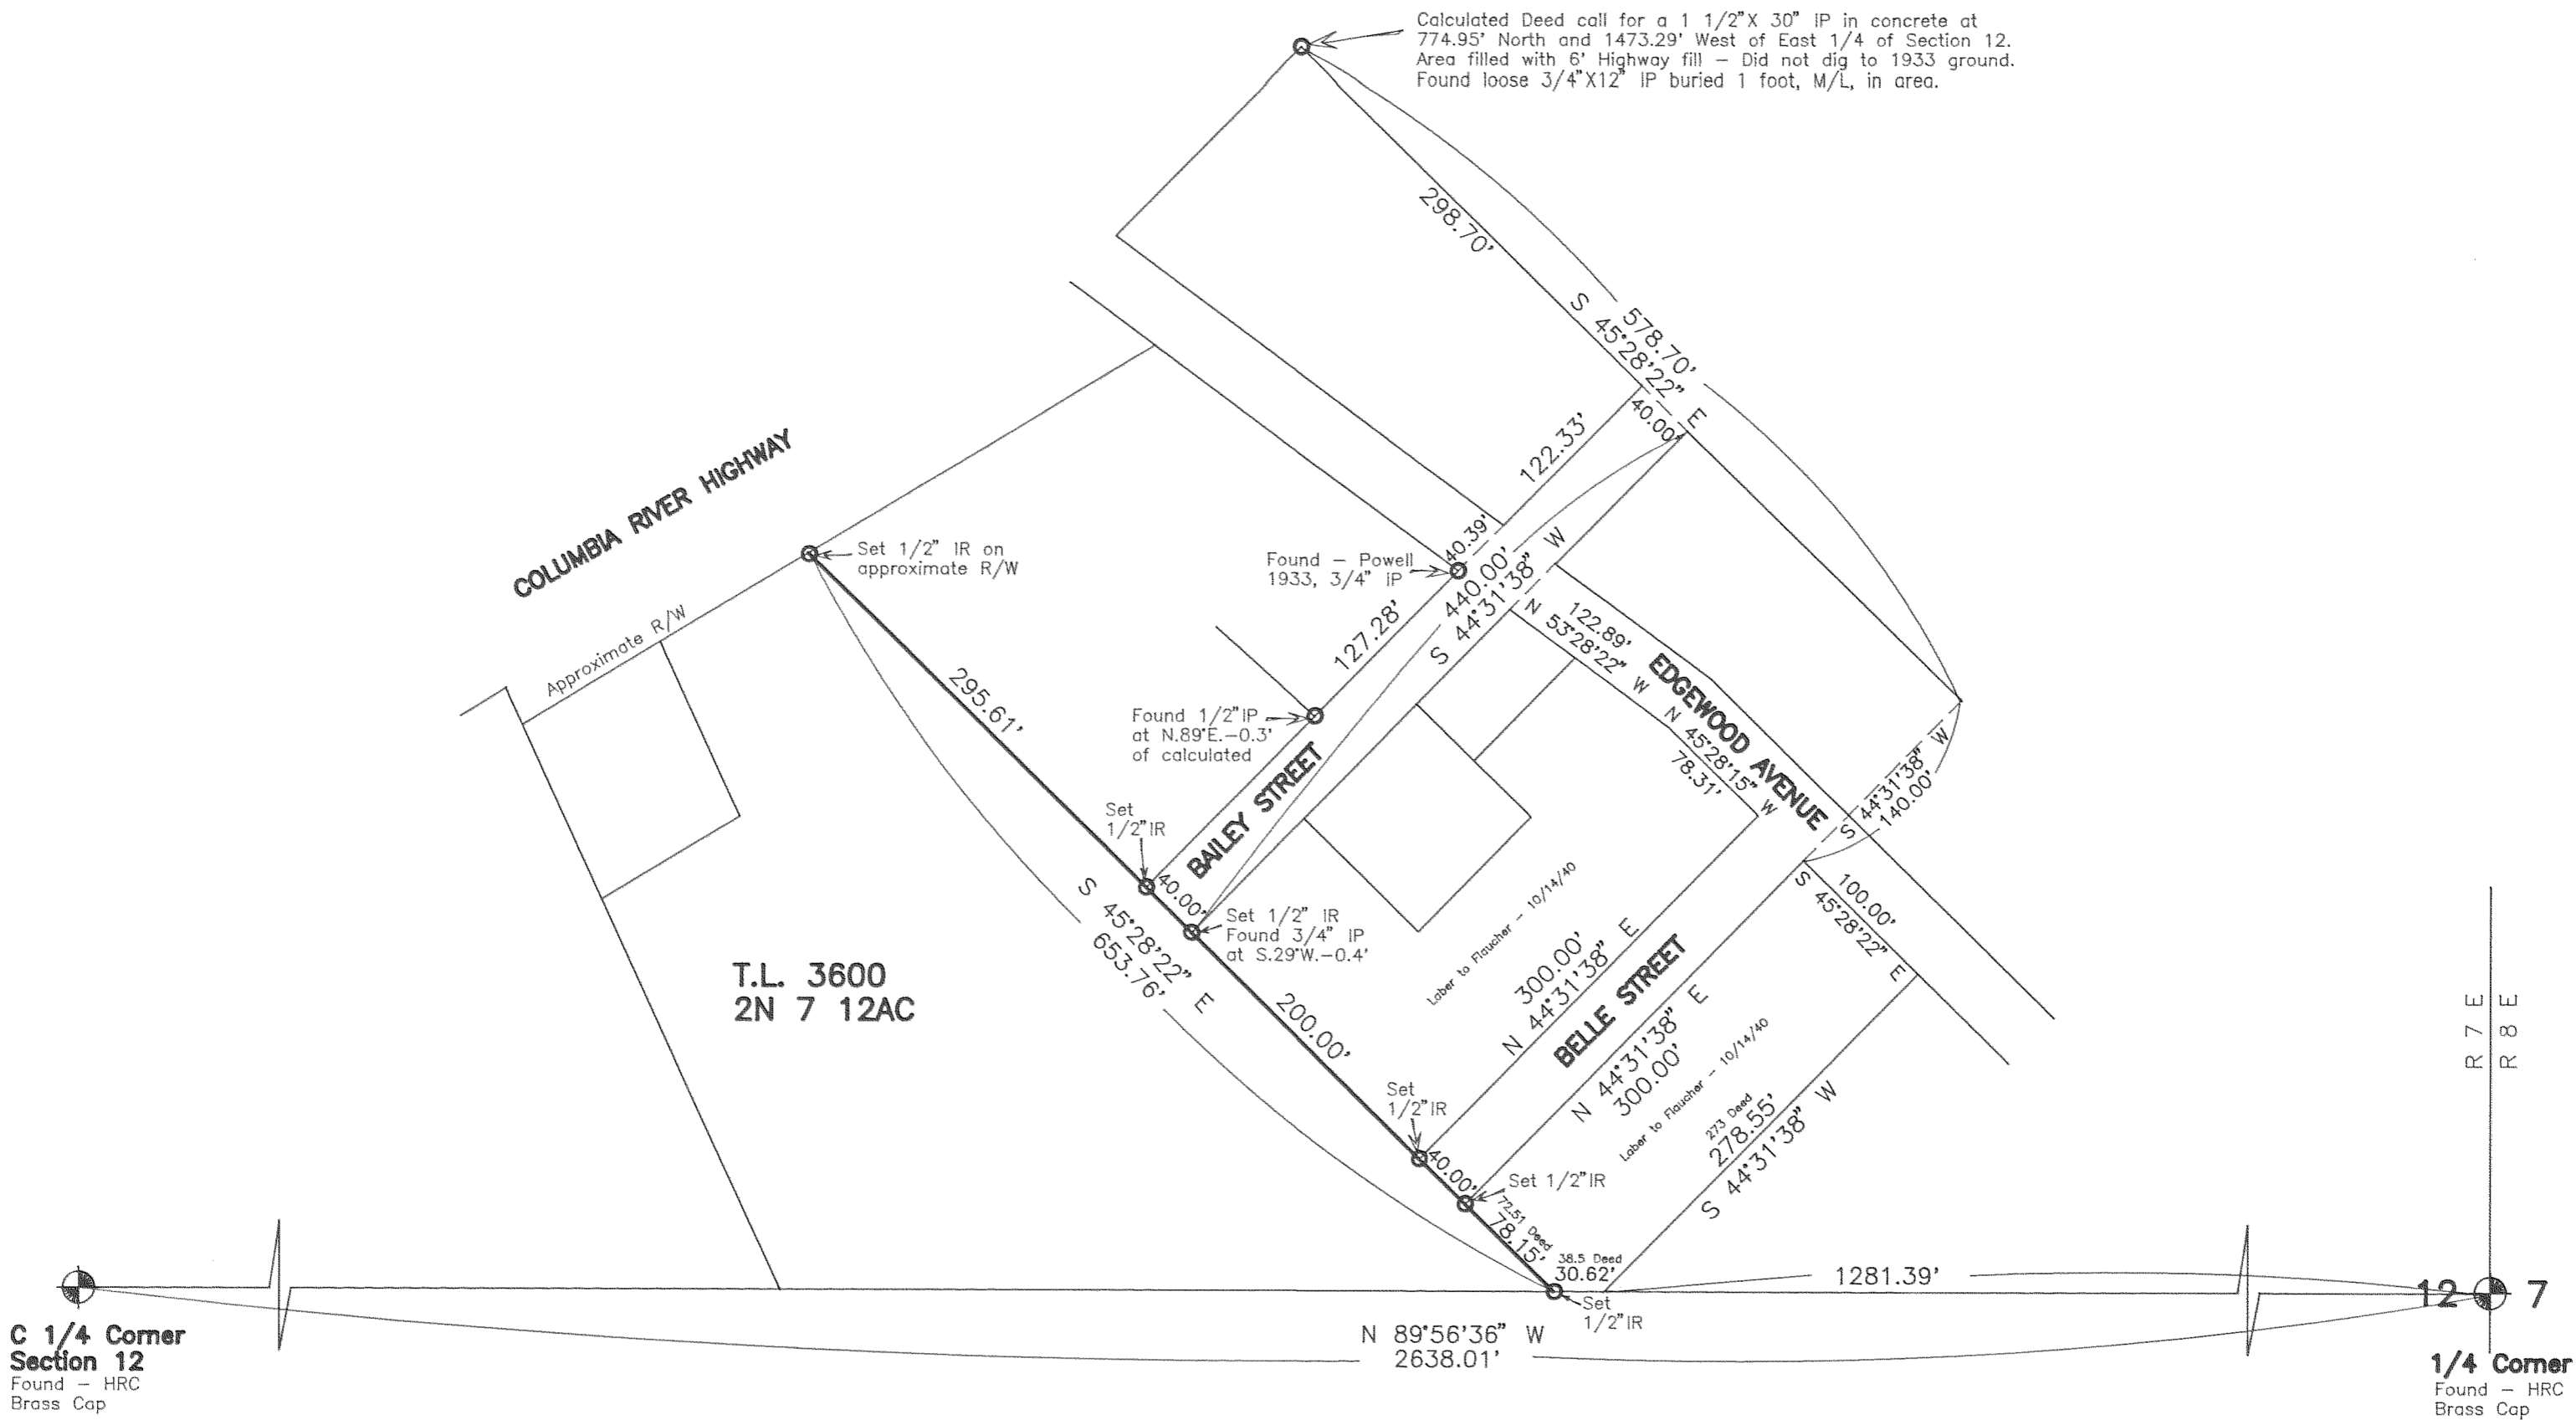 Calculated Deed call for a 1 1/2"X 30" IP in concrete at
774.95' North and 1473.29' West of East 1/4 of Section 12.
Area filled with 6' Highway fill – Did not dig to 1933 ground.
Found loose 3/4"X12" IP buried 1 foot, M/L, in area.
298.70'
578.70'
S 45°28'22" E
40.00'
122.33'
COLUMBIA RIVER HIGHWAY
Set 1/2" IR on
approximate R/W
Approximate R/W
Found – Powell
1933, 3/4" IP
40.39'
440.00'
S 44°31'38" W
127.28'
122.89'
N 53°28'22" W
EDGEWOOD AVENUE
N 45°28'15" W
78.31'
S 44°31'38" W
140.00'
295.61'
Found 1/2"IP
at N.89°E.–0.3'
of calculated
BAILEY STREET
Set
1/2"IR
40.00'
Set 1/2" IR
Found 3/4" IP
at S.29°W.–0.4'
S 45°28'22" E
653.76'
100.00'
S 45°28'22" E
Laber to Flaucher – 10/14/40
300.00'
N 44°31'38" E
BELLE STREET
N 44°31'38" E
300.00'
Laber to Flaucher – 10/14/40
273 Deed
278.55'
S 44°31'38" W
T.L. 3600
2N 7 12AC
200.00'
Set
1/2"IR
40.00'
Set 1/2"IR
72.51 Deed
78.15'
38.5 Deed
30.62'
Set
1/2"IR
1281.39'
R 7 E
R 8 E
12 7
N 89°56'36" W
2638.01'
C 1/4 Corner
Section 12
Found – HRC
Brass Cap
1/4 Corner
Found – HRC
Brass Cap